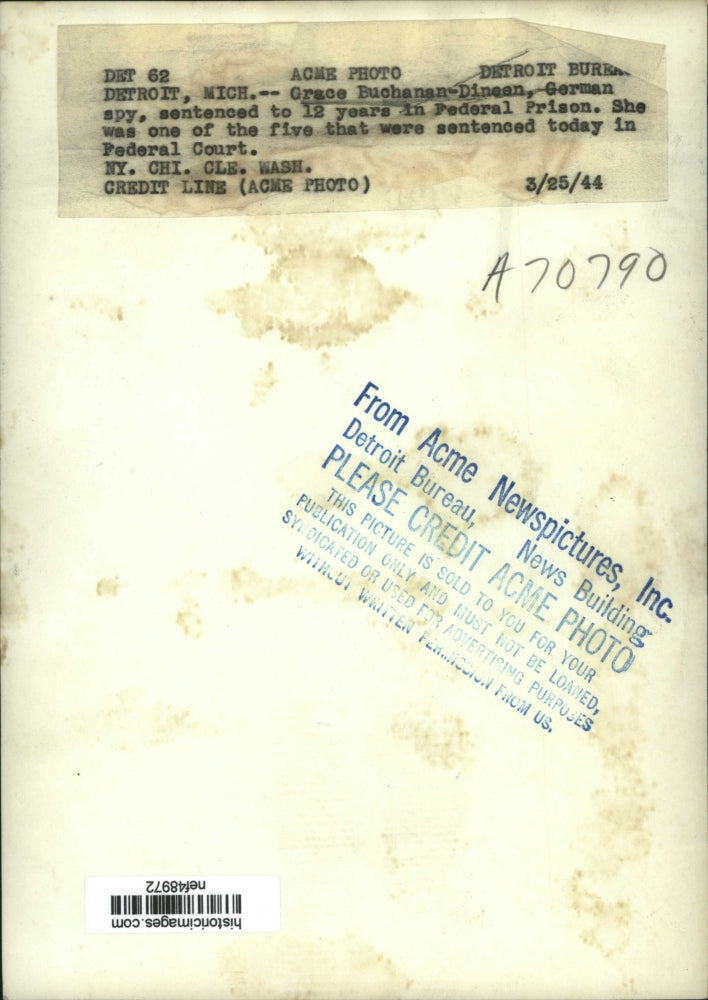 DET 62 ACME PHOTO DETROIT
DETROIT, MICH.-- Grace Buchanan-Dineen, German
spy, sentenced to 12 years in Federal Prison. She
was one of the five that were sentenced today in
Federal Court.
NY. CHI. CLE. WASH.
CREDIT LINE (ACME PHOTO) 3/25/44
A70790
From Acme Newspictures, Inc.
Detroit Bureau, News Building
PLEASE CREDIT ACME PHOTO
THIS PICTURE IS SOLD TO YOU FOR YOUR
PUBLICATION ONLY AND MUST NOT BE LOANED,
SYNDICATED OR USED FOR ADVERTISING PURPOSES
WITHOUT WRITTEN PERMISSION FROM US.
historicimages.com
nef48972